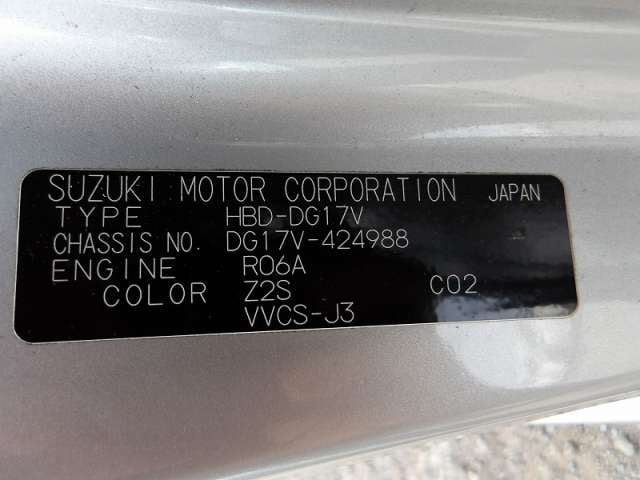 SUZUKI MOTOR CORPORATION JAPAN
TYPE HBD-DG17V
CHASSIS NO. DG17V-424988
ENGINE R06A
COLOR Z2S C02
VVCS-J3